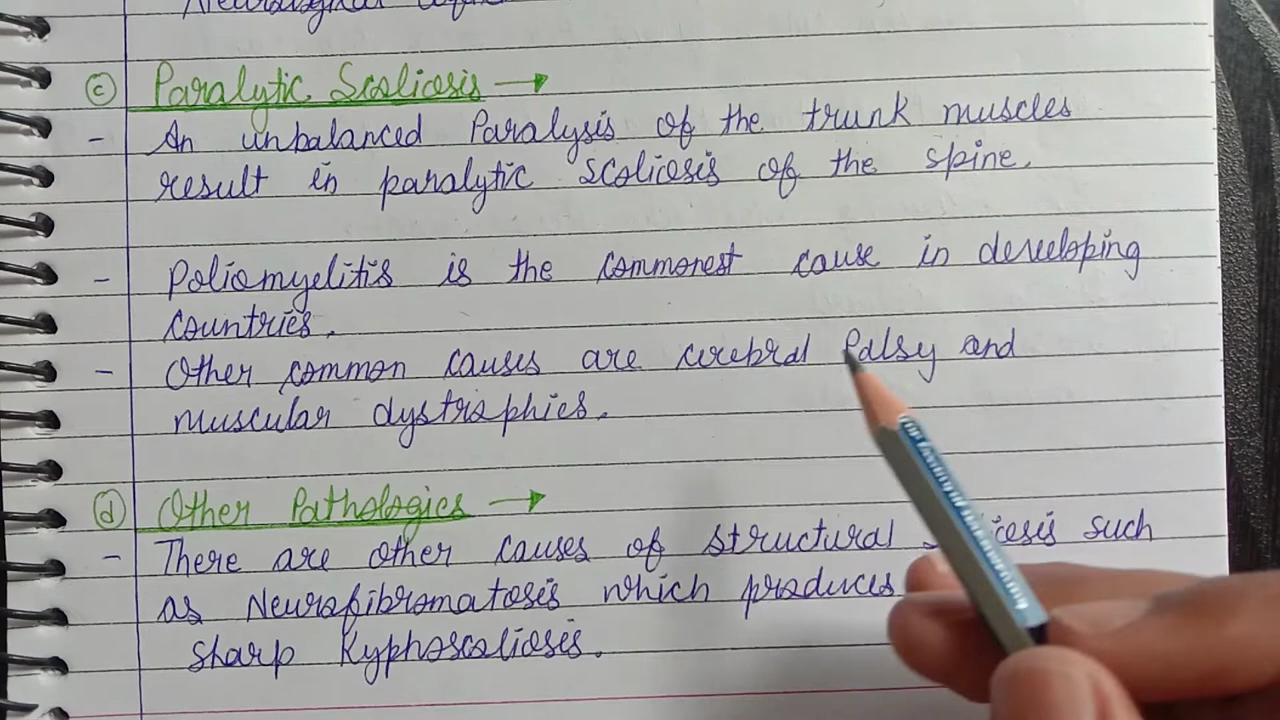 (c) Paralytic Scoliosis →
- An unbalanced Paralysis of the trunk muscles
result in paralytic scoliosis of the spine.
- Poliomyelitis is the commonest cause in developing
countries.
- Other common causes are cerebral Palsy and
muscular dystrophies.
(d) Other Pathologies →
- There are other causes of structural such
as Neurofibromatosis which produces
sharp Kyphoscoliosis.